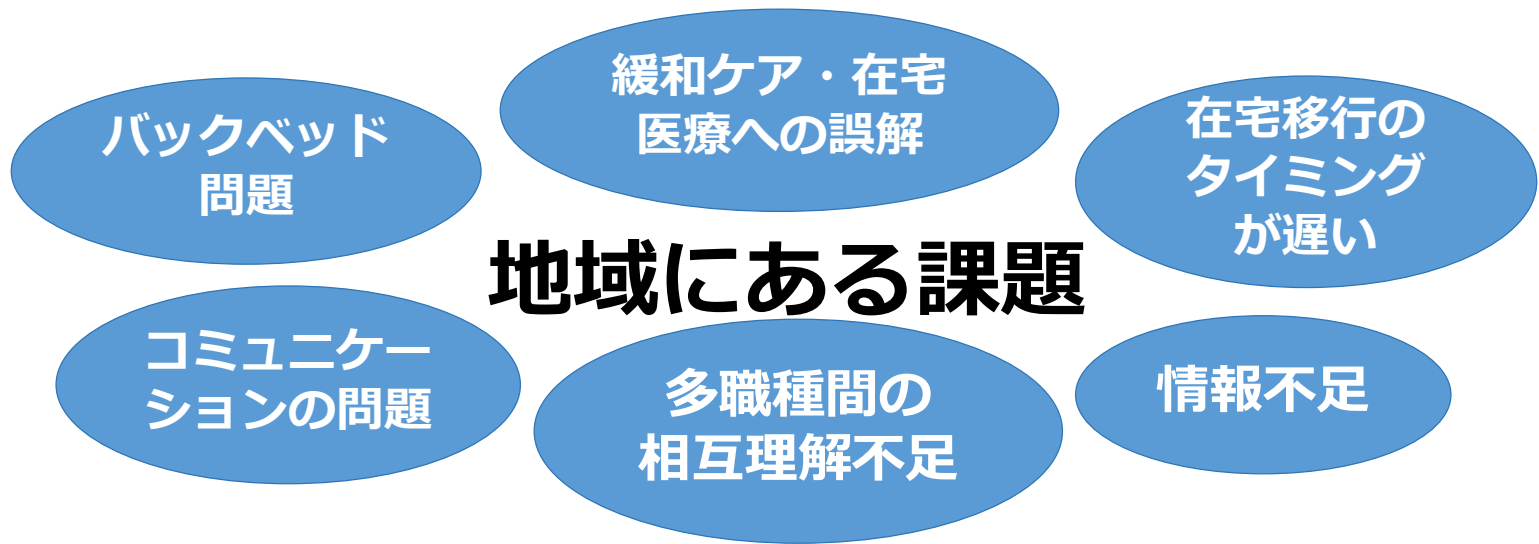 緩和ケア・在宅
医療への誤解
バックベッド
問題
在宅移行の
タイミング
が遅い
地域にある課題
コミュニケー
ションの問題
多職種間の
相互理解不足
情報不足